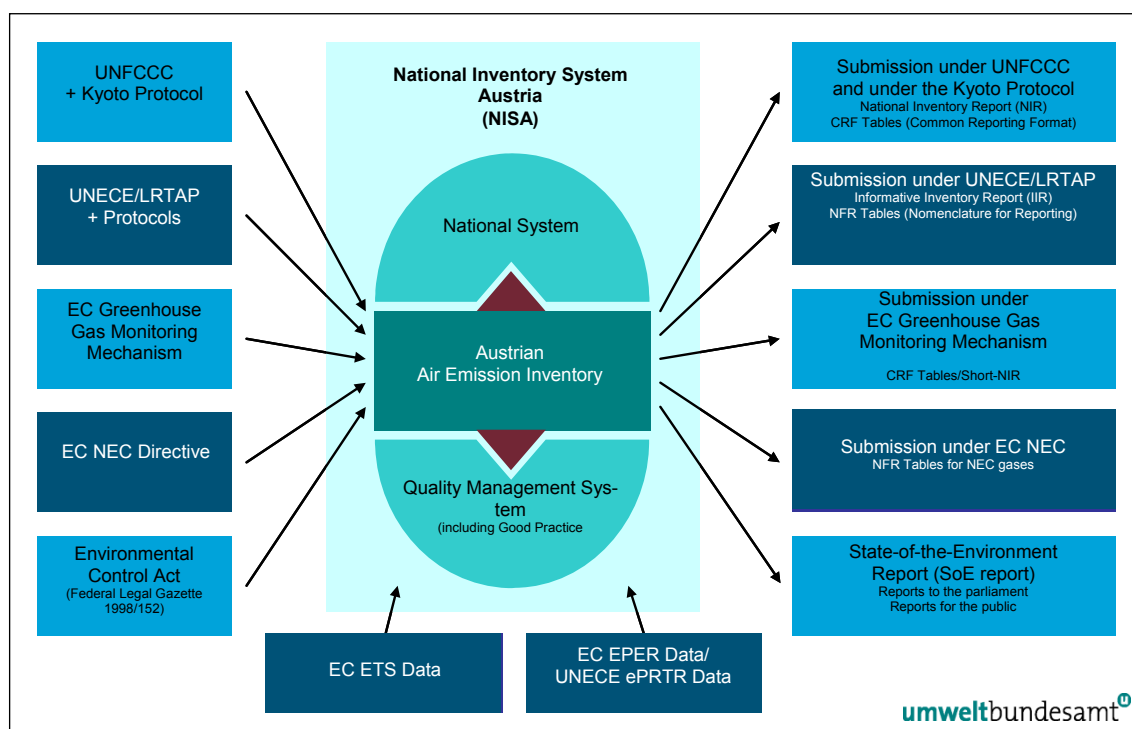 UNFCCC
+ Kyoto Protocol
UNECE/LRTAP
+ Protocols
EC Greenhouse
Gas Monitoring
Mechanism
EC NEC Directive
Environmental
Control Act
(Federal Legal Gazette
1998/152)
National Inventory System
Austria
(NISA)
National System
Austrian
Air Emission Inventory
Quality Management Sys-
tem
(including Good Practice
EC ETS Data
EC EPER Data/
UNECE ePRTR Data
Submission under UNFCCC
and under the Kyoto Protocol
National Inventory Report (NIR)
CRF Tables (Common Reporting Format)
Submission under UNECE/LRTAP
Informative Inventory Report (IIR)
NFR Tables (Nomenclature for Reporting)
Submission under
EC Greenhouse Gas
Monitoring Mechanism
CRF Tables/Short-NIR
Submission under EC NEC
NFR Tables for NEC gases
State-of-the-Environment
Report (SoE report)
Reports to the parliament
Reports for the public
umweltbundesamt U